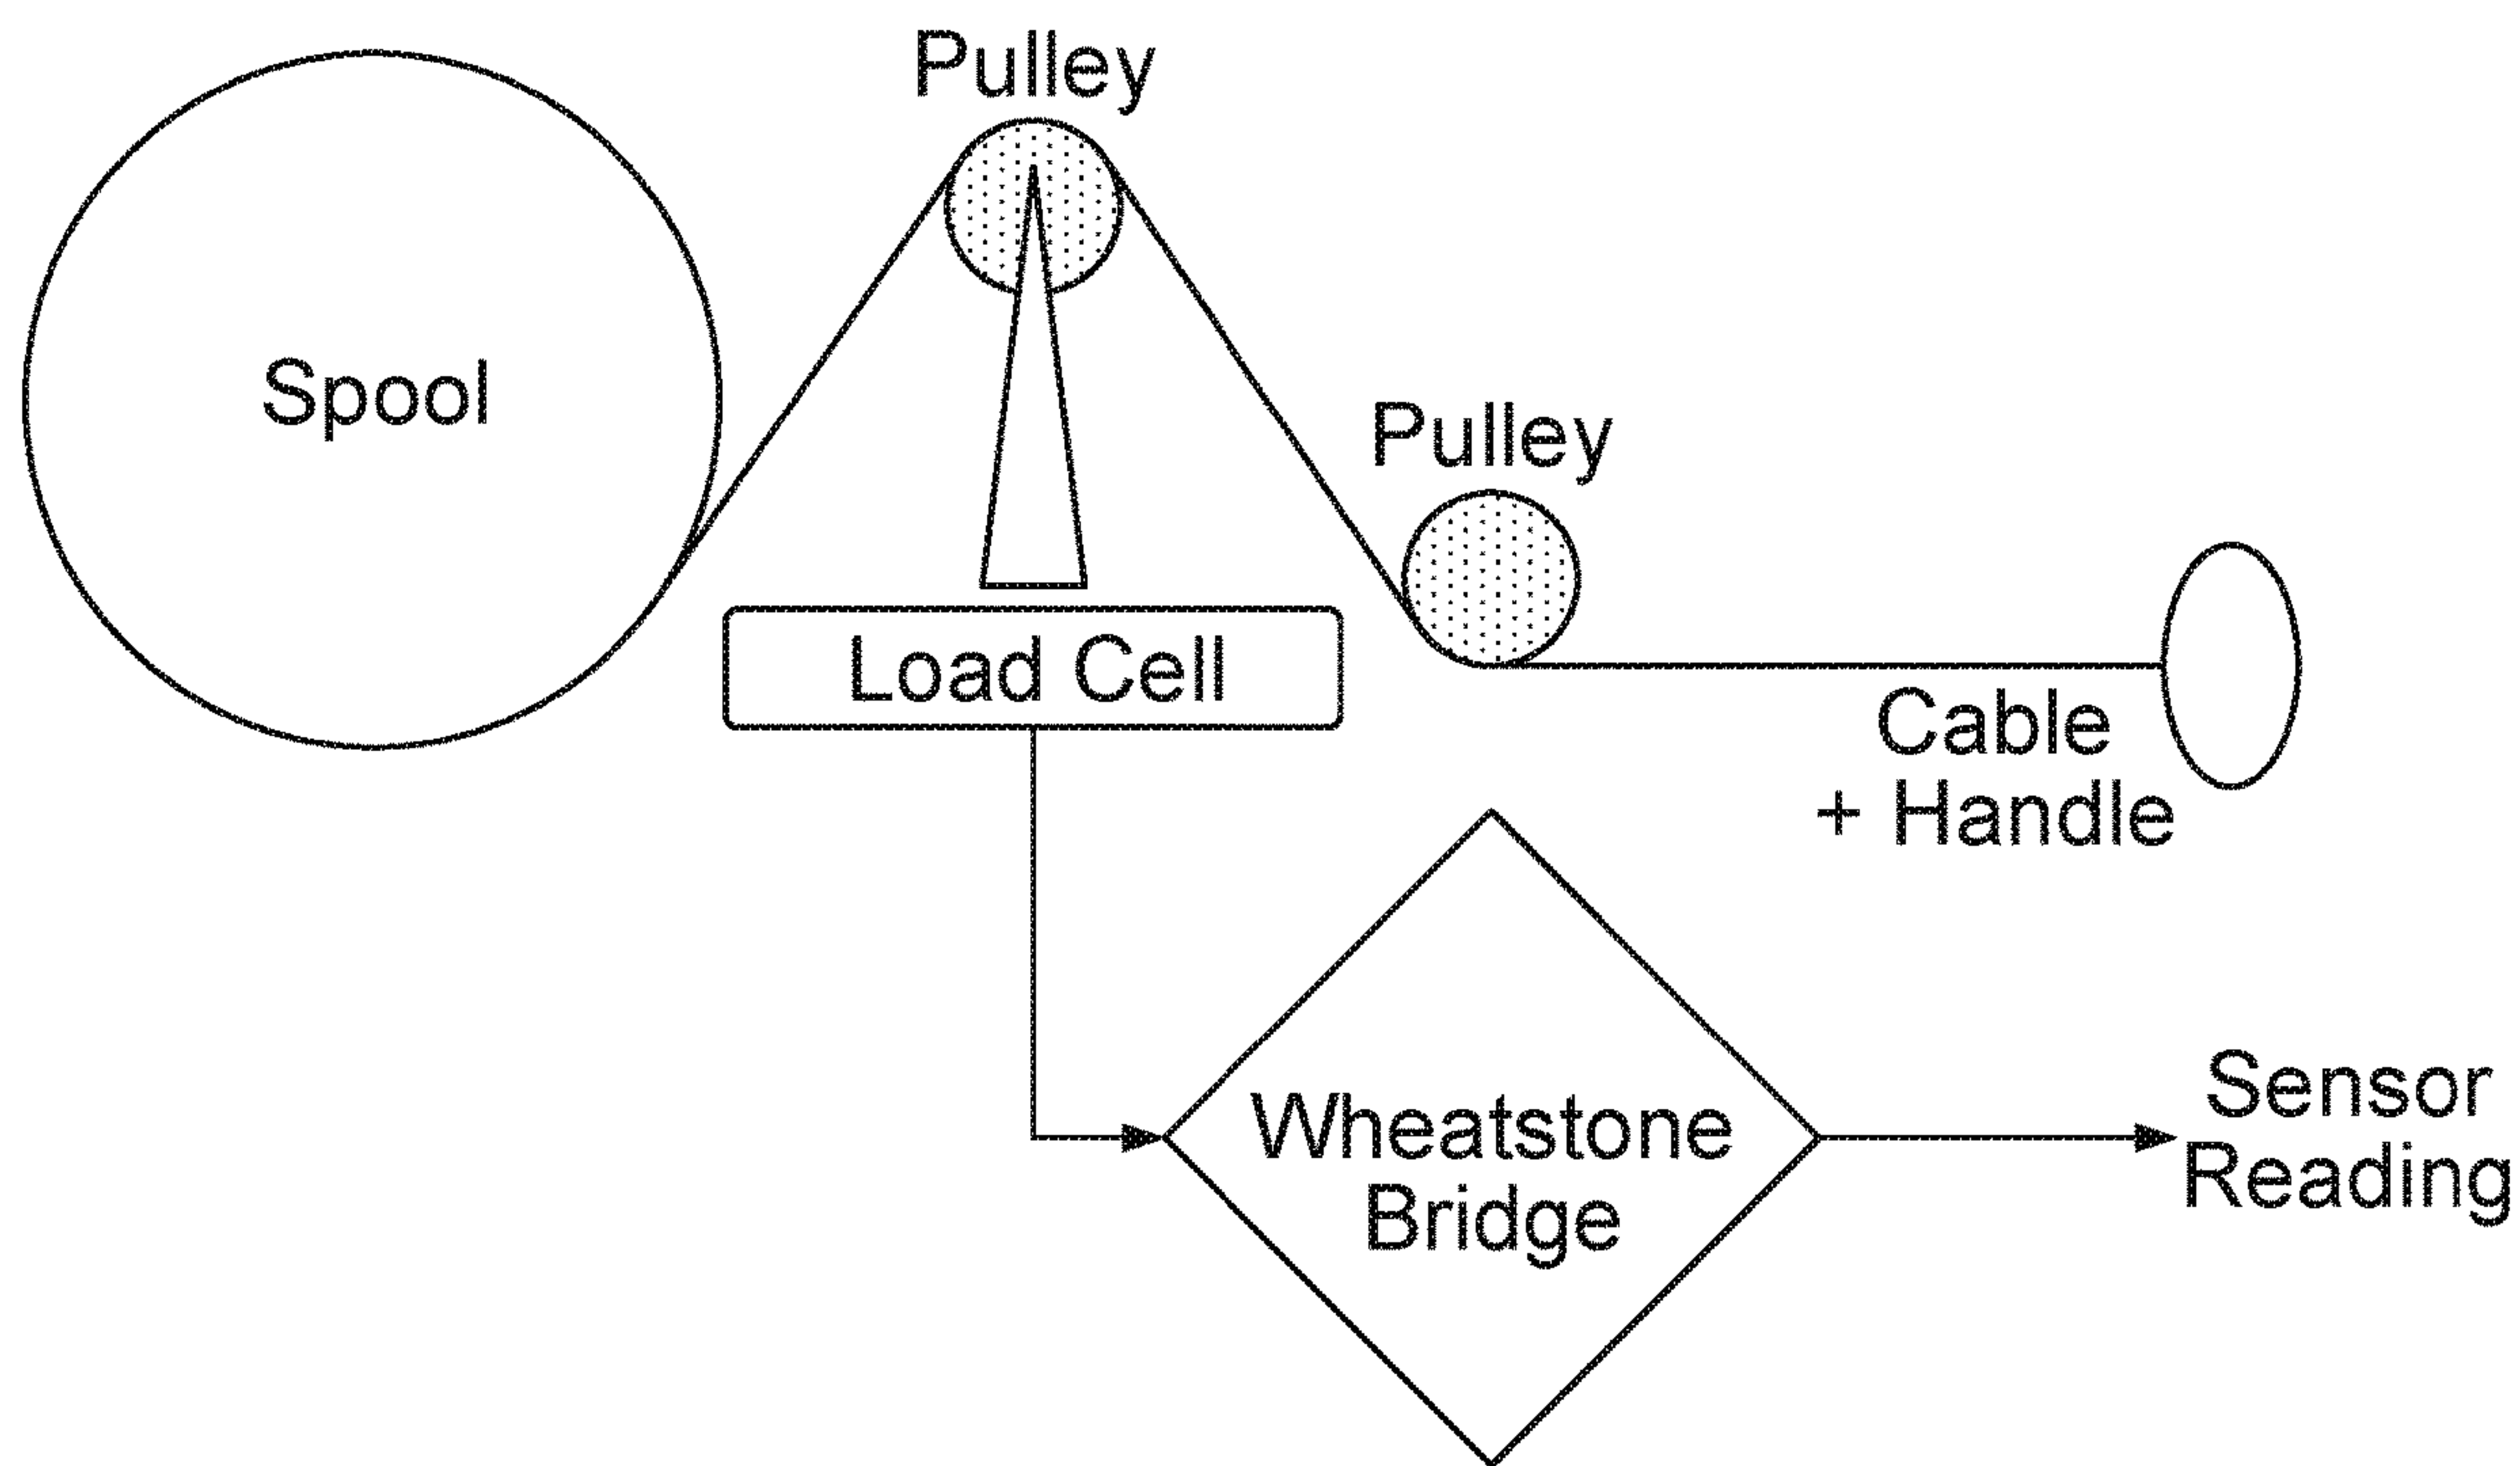 Pulley
Spool
Pulley
Load Cell
Cable
+ Handle
Wheatstone
Bridge
Sensor
Reading